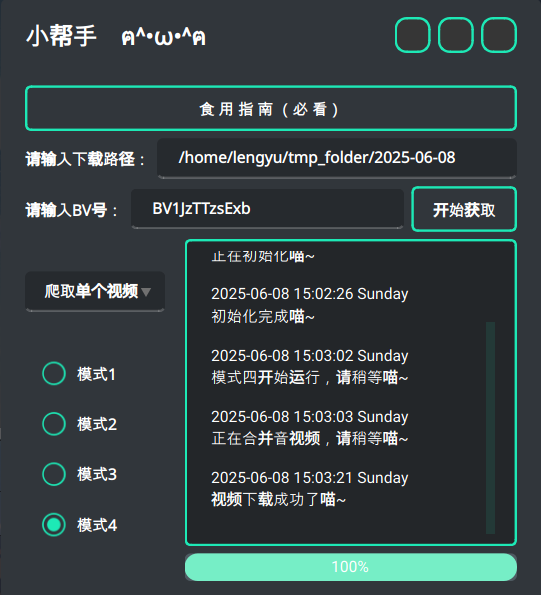 小帮手 ฅ^•ω•^ฅ
食用指南（必看）
请输入下载路径： /home/lengyu/tmp_folder/2025-06-08
请输入BV号： BV1JzTTzsExb 开始获取
爬取单个视频
模式1
模式2
模式3
模式4
正在初始化喵~
2025-06-08 15:02:26 Sunday
初始化完成喵~
2025-06-08 15:03:02 Sunday
模式四开始运行，请稍等喵~
2025-06-08 15:03:03 Sunday
正在合并音视频，请稍等喵~
2025-06-08 15:03:21 Sunday
视频下载成功了喵~
100%